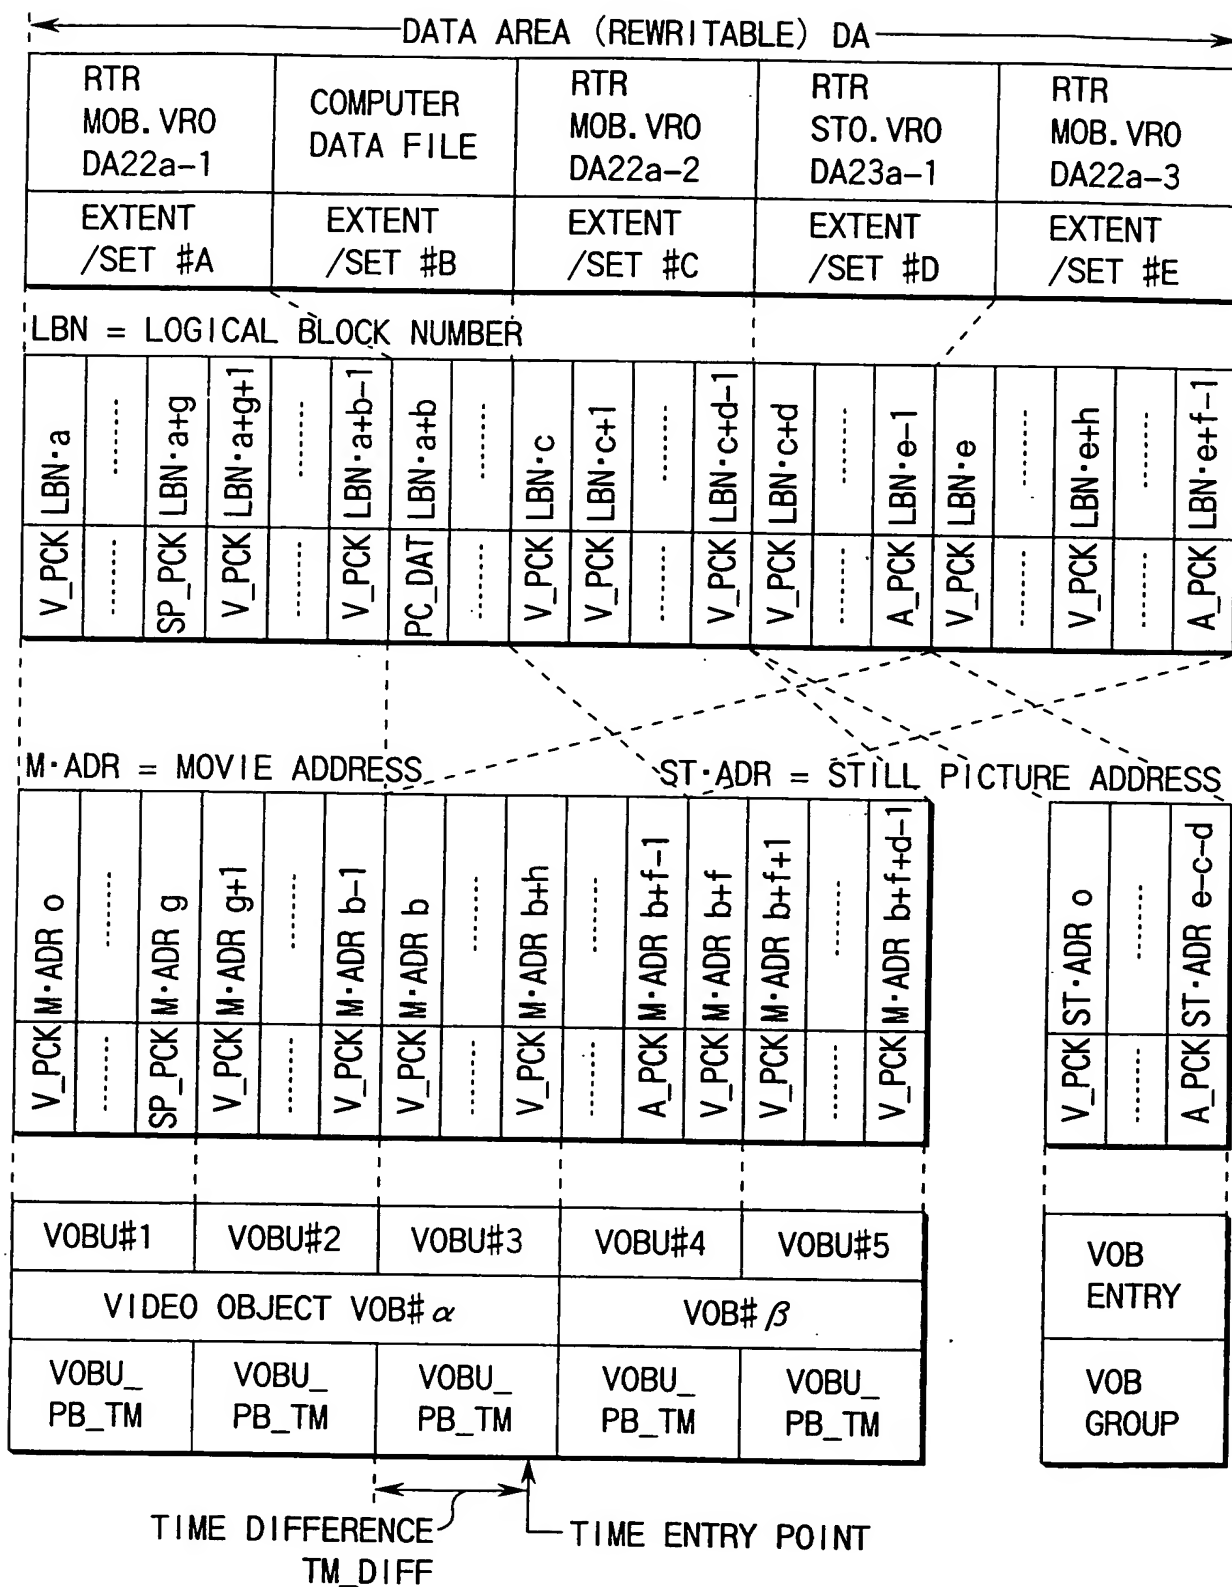 DATA AREA (REWRITABLE) DA
RTR
MOB.VRO
DA22a-1
COMPUTER
DATA FILE
RTR
MOB.VRO
DA22a-2
RTR
STO.VRO
DA23a-1
RTR
MOB.VRO
DA22a-3
EXTENT
/SET #A
EXTENT
/SET #B
EXTENT
/SET #C
EXTENT
/SET #D
EXTENT
/SET #E
LBN = LOGICAL BLOCK NUMBER
LBN·a
LBN·a+g
LBN·a+g+1
LBN·a+b-1
LBN·a+b
LBN·c
LBN·c+1
LBN·c+d-1
LBN·c+d
LBN·e-1
LBN·e
LBN·e+h
LBN·e+f-1
V_PCK
SP_PCK
V_PCK
V_PCK
PC_DAT
V_PCK
V_PCK
V_PCK
V_PCK
A_PCK
V_PCK
V_PCK
A_PCK
M·ADR = MOVIE ADDRESS
ST·ADR = STILL PICTURE ADDRESS
M·ADR o
M·ADR g
M·ADR g+1
M·ADR b-1
M·ADR b
M·ADR b+h
M·ADR b+f-1
M·ADR b+f
M·ADR b+f+1
M·ADR b+f+d-1
ST·ADR o
ST·ADR e-c-d
V_PCK
SP_PCK
V_PCK
V_PCK
V_PCK
V_PCK
A_PCK
V_PCK
V_PCK
V_PCK
V_PCK
A_PCK
VOBU#1
VOBU#2
VOBU#3
VOBU#4
VOBU#5
VOB
ENTRY
VIDEO OBJECT VOB#α
VOB#β
VOBU_
PB_TM
VOBU_
PB_TM
VOBU_
PB_TM
VOBU_
PB_TM
VOBU_
PB_TM
VOB
GROUP
TIME DIFFERENCE
TM_DIFF
TIME ENTRY POINT